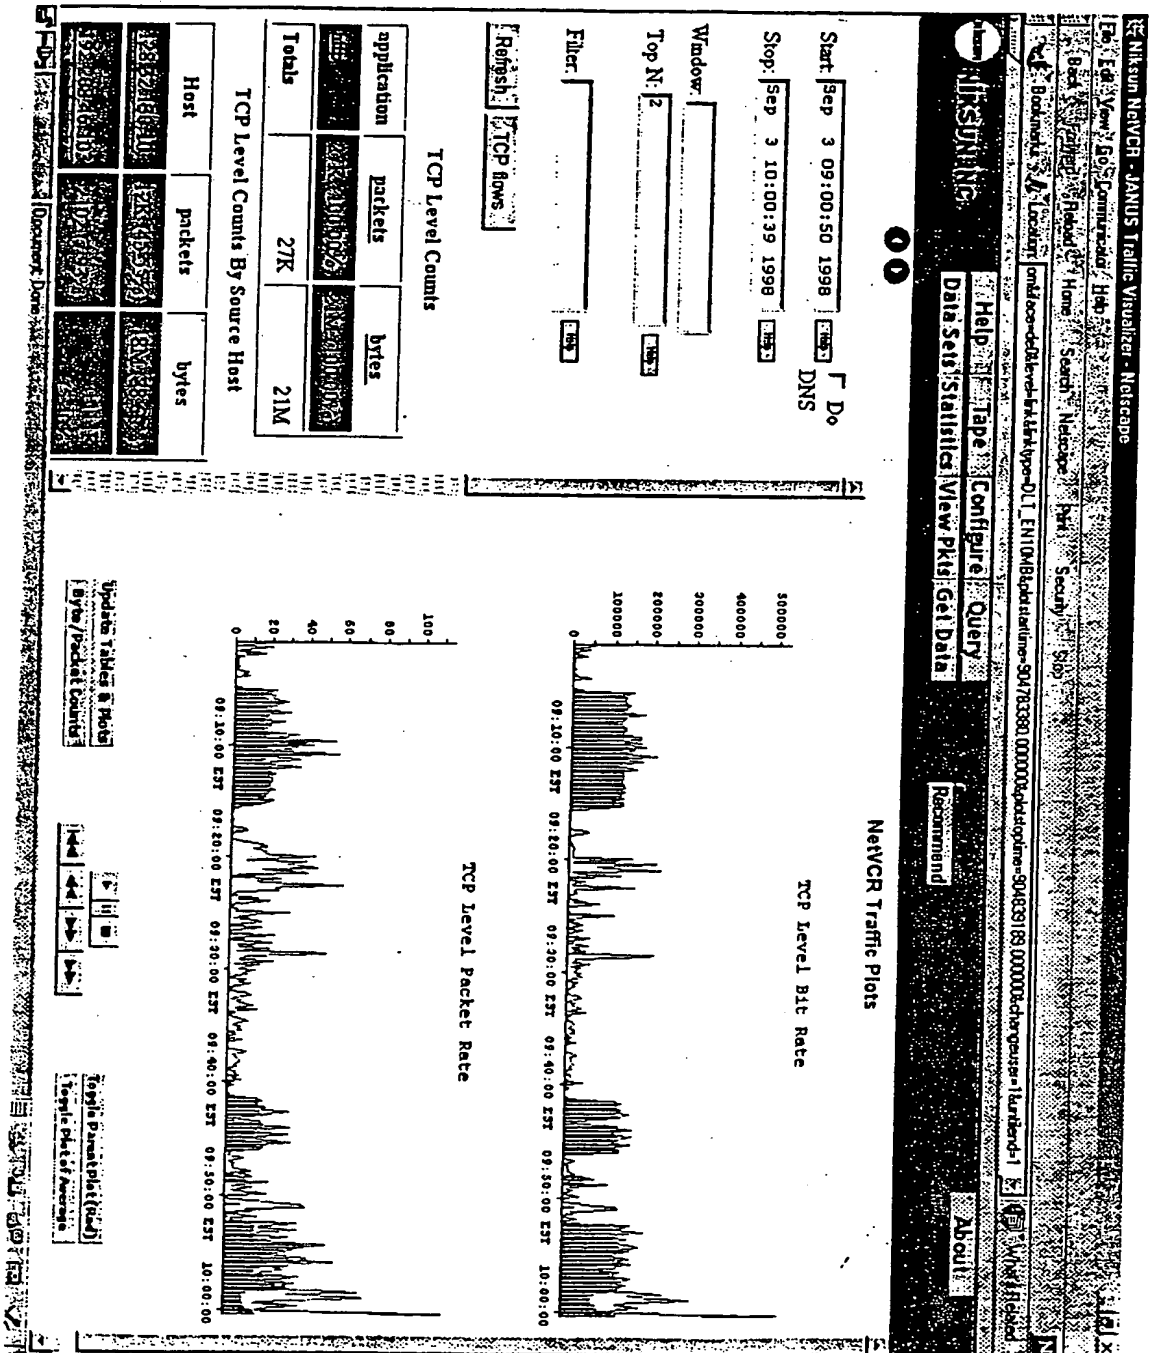 Niksun NetVCR - JANUS Traffic Visualizer - Netscape
File Edit View Go Communicator Help
Back Forward Reload Home Search Netscape Print Security Stop
Bookmarks Location:
What's Related
NIKSUN INC.
Help Tape Configure Query
Data Sets Statistics View Pkts Get Data
Recommend
About
Start: Sep 3 09:00:50 1998
Do DNS
Stop: Sep 3 10:00:39 1998
Window:
Top N: 2
Filter:
Refresh TCP flows
TCP Level Counts
application packets bytes
Totals 27K 21M
TCP Level Counts By Source Host
Host packets bytes
NetVCR Traffic Plots
TCP Level Bit Rate
500000
400000
300000
200000
100000
0
09:10:00 EST 09:20:00 EST 09:30:00 EST 09:40:00 EST 09:50:00 EST 10:00:00
TCP Level Packet Rate
100
80
60
40
20
0
09:10:00 EST 09:20:00 EST 09:30:00 EST 09:40:00 EST 09:50:00 EST 10:00:00
Update Tables & Plots
Byte/Packet Counts
Toggle Parent Plot (Red)
Toggle Plot of Average
Document: Done